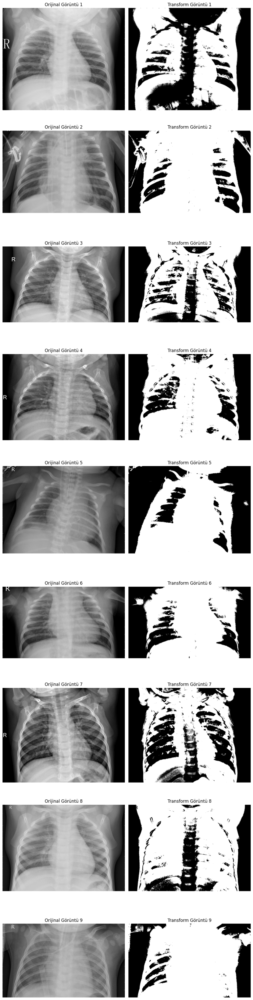 Orijinal Görüntü 1
Transform Görüntü 1
R
Orijinal Görüntü 2
Transform Görüntü 2
Orijinal Görüntü 3
Transform Görüntü 3
R
Orijinal Görüntü 4
Transform Görüntü 4
R
Orijinal Görüntü 5
Transform Görüntü 5
R
Orijinal Görüntü 6
Transform Görüntü 6
R
Orijinal Görüntü 7
Transform Görüntü 7
R
Orijinal Görüntü 8
Transform Görüntü 8
R
R
Orijinal Görüntü 9
Transform Görüntü 9
R